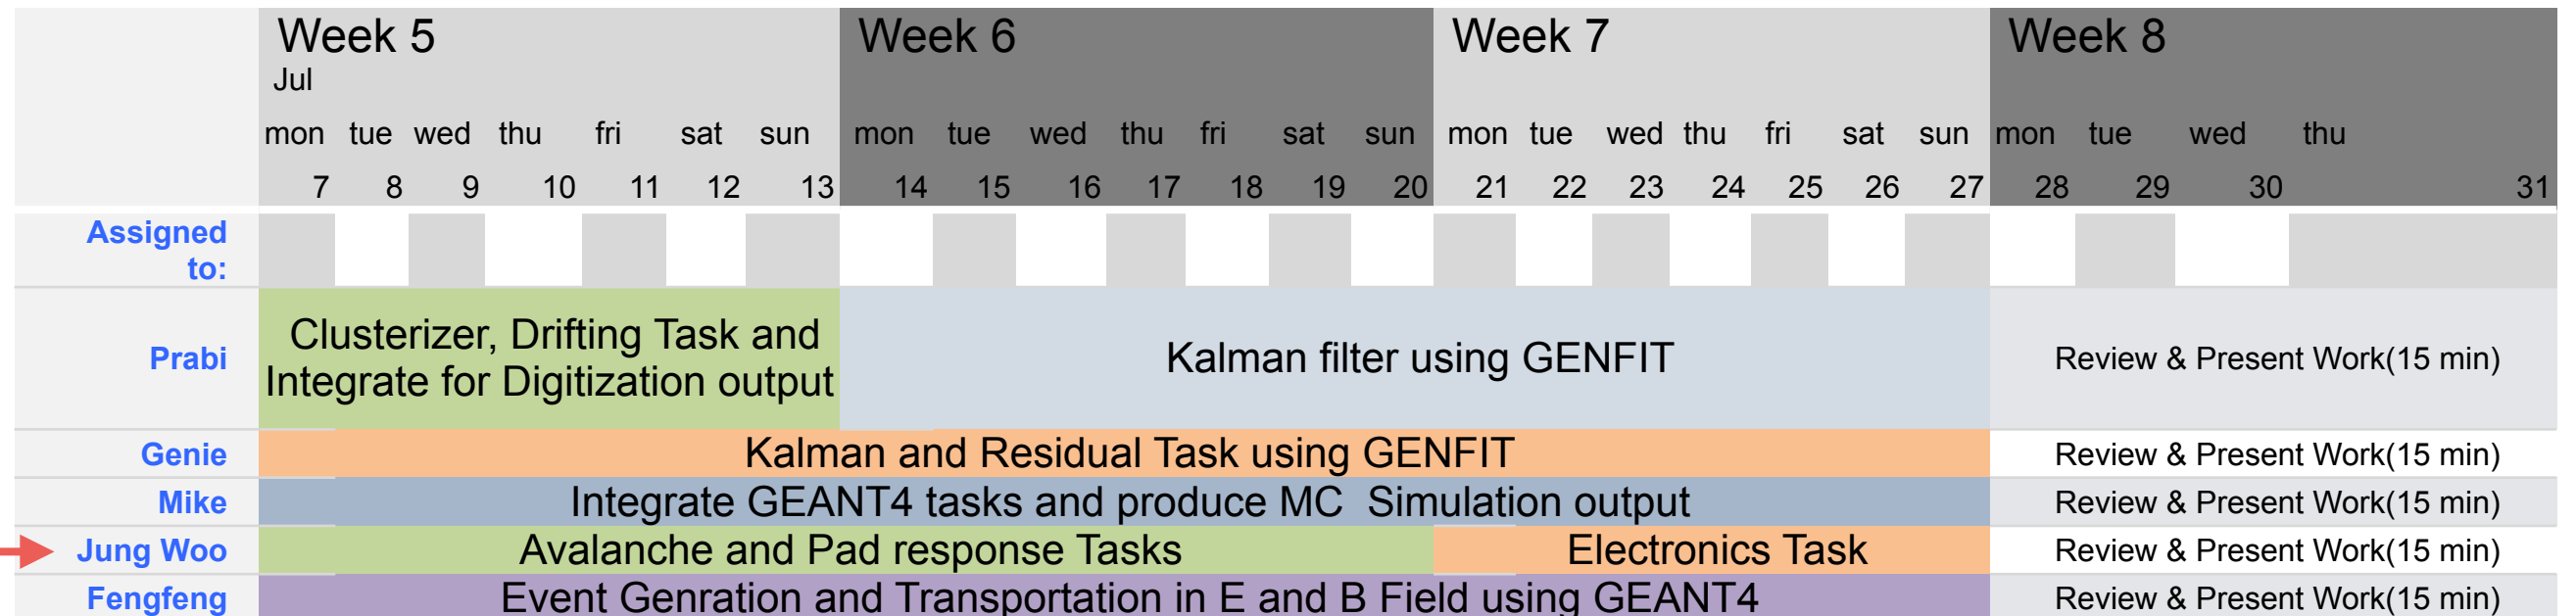 Week 5 Week 6 Week 7 Week 8
Jul
mon tue wed thu fri sat sun mon tue wed thu fri sat sun mon tue wed thu fri sat sun mon tue wed thu
7 8 9 10 11 12 13 14 15 16 17 18 19 20 21 22 23 24 25 26 27 28 29 30 31
Assigned
to:
Prabi
Clusterizer, Drifting Task and
Integrate for Digitization output
Kalman filter using GENFIT
Review & Present Work(15 min)
Genie Kalman and Residual Task using GENFIT Review & Present Work(15 min)
Mike Integrate GEANT4 tasks and produce MC Simulation output Review & Present Work(15 min)
Jung Woo Avalanche and Pad response Tasks Electronics Task Review & Present Work(15 min)
Fengfeng Event Genration and Transportation in E and B Field using GEANT4 Review & Present Work(15 min)